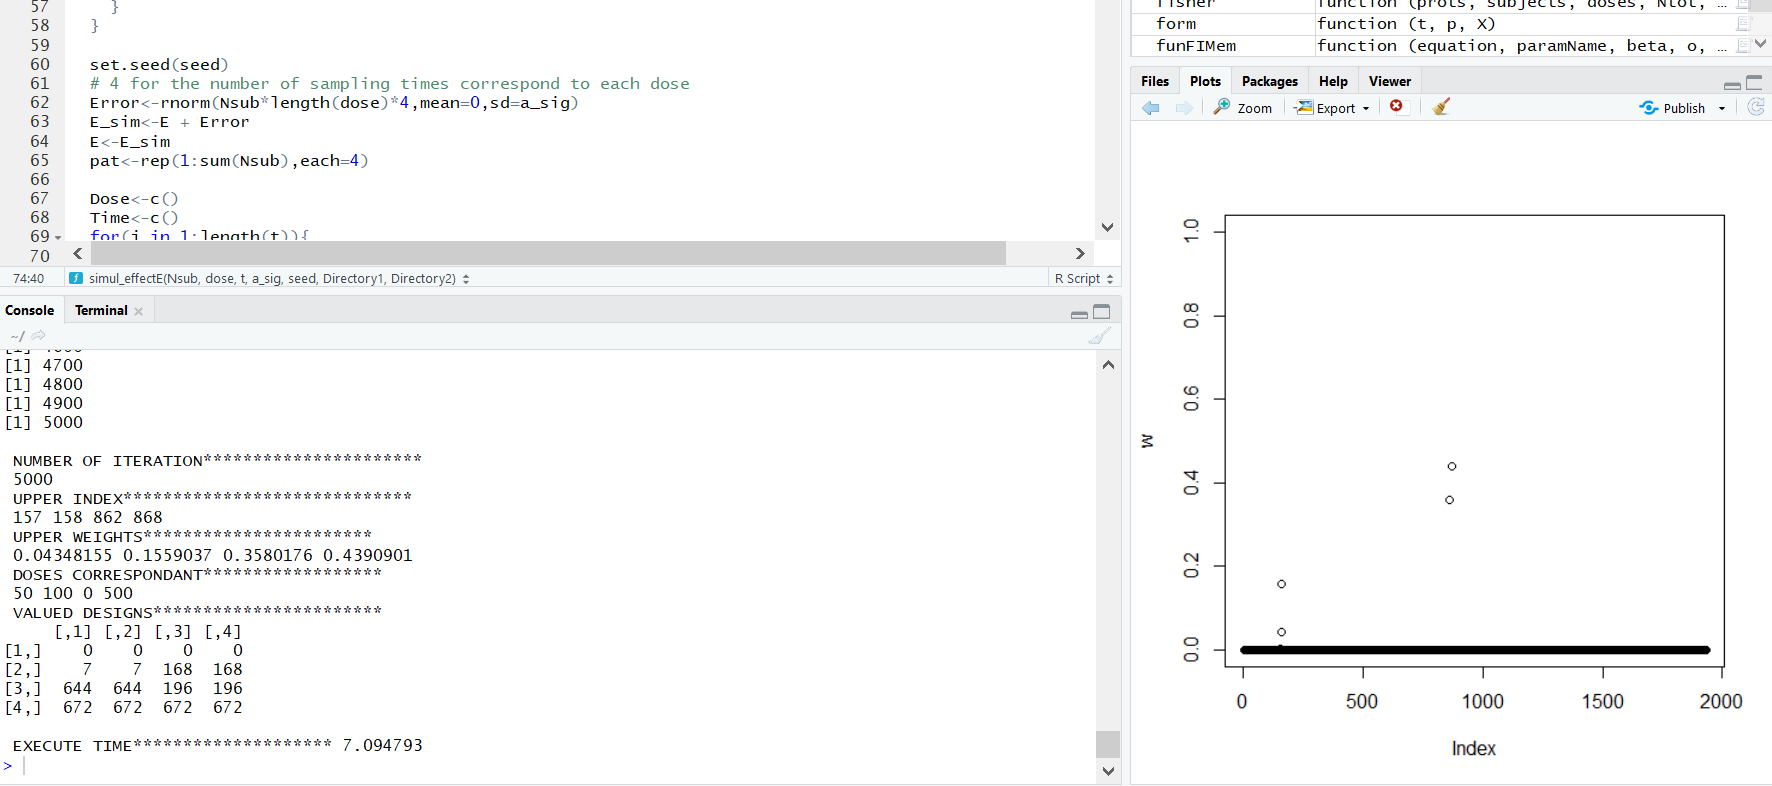 57 }
58 }
59
60 set.seed(seed)
61 # 4 for the number of sampling times correspond to each dose
62 Error<-rnorm(Nsub*length(dose)*4,mean=0,sd=a_sig)
63 E_sim<-E + Error
64 E<-E_sim
65 pat<-rep(1:sum(Nsub),each=4)
66
67 Dose<-c()
68 Time<-c()
69 for(i in 1:length(t)){
70
74:40 simul_effectE(Nsub, dose, t, a_sig, seed, Directory1, Directory2) R Script
Console Terminal
~/
[1] 4700
[1] 4800
[1] 4900
[1] 5000
NUMBER OF ITERATION**********************
5000
UPPER INDEX*****************************
157 158 862 868
UPPER WEIGHTS***********************
0.04348155 0.1559037 0.3580176 0.4390901
DOSES CORRESPONDANT******************
50 100 0 500
VALUED DESIGNS***********************
[,1] [,2] [,3] [,4]
[1,] 0 0 0 0
[2,] 7 7 168 168
[3,] 644 644 196 196
[4,] 672 672 672 672
EXECUTE TIME******************** 7.094793
>
fisher function (prots, subjects, doses, Ntot, …
form function (t, p, X)
funFIMem function (equation, paramName, beta, o, …
Files Plots Packages Help Viewer
Zoom Export Publish
1.0
0.8
0.6
0.4
0.2
0.0
w
0 500 1000 1500 2000
Index